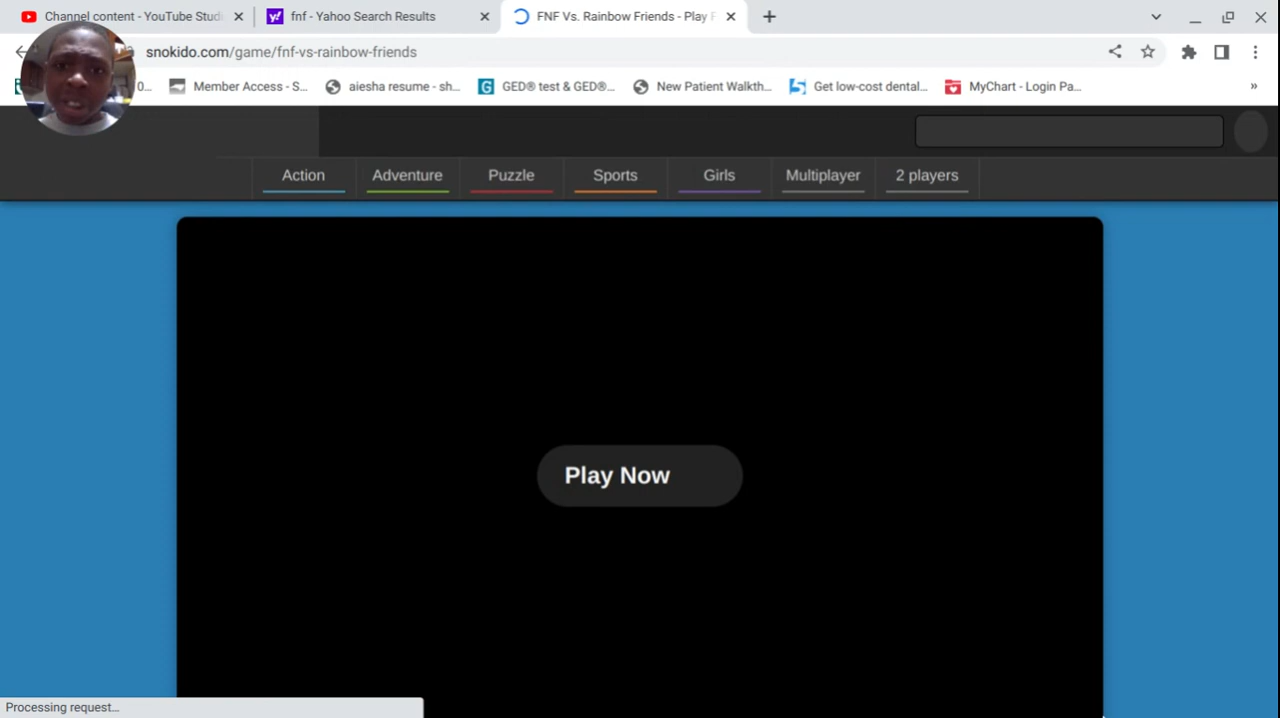 Channel content - YouTube Stud
fnf - Yahoo Search Results
FNF Vs. Rainbow Friends - Play F
snokido.com/game/fnf-vs-rainbow-friends
0...
Member Access - S...
aiesha resume - sh...
G
GED® test & GED®...
New Patient Walkth...
Get low-cost dental...
MyChart - Login Pa...
»
Action
Adventure
Puzzle
Sports
Girls
Multiplayer
2 players
Play Now
Processing request...